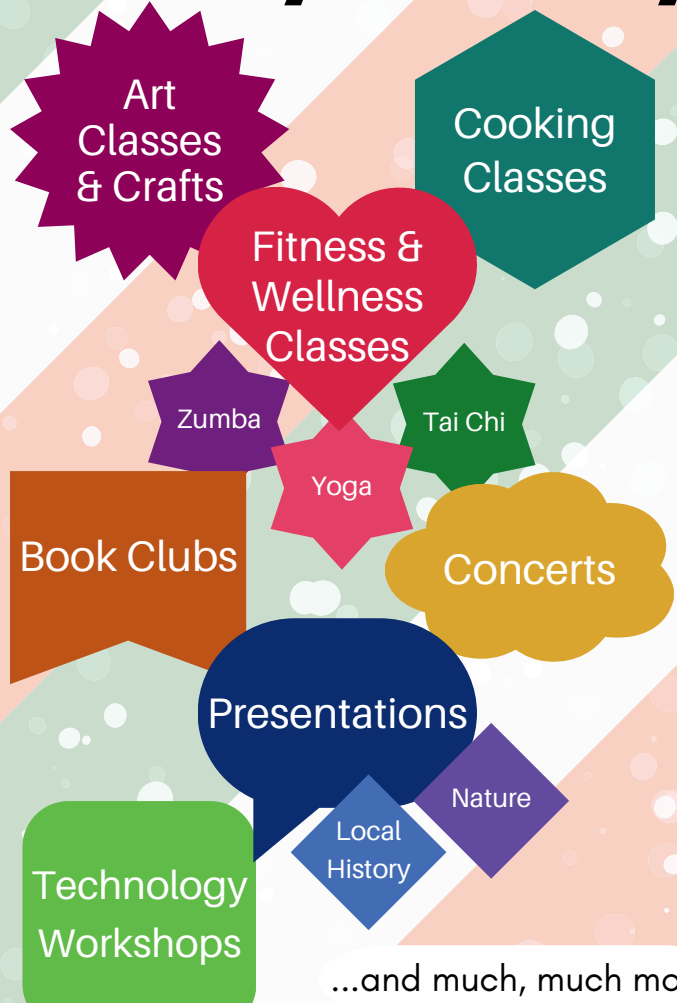 Art
Classes
& Crafts
Cooking
Classes
Fitness &
Wellness
Classes
Zumba
Tai Chi
Yoga
Book Clubs
Concerts
Presentations
Nature
Local
History
Technology
Workshops
...and much, much